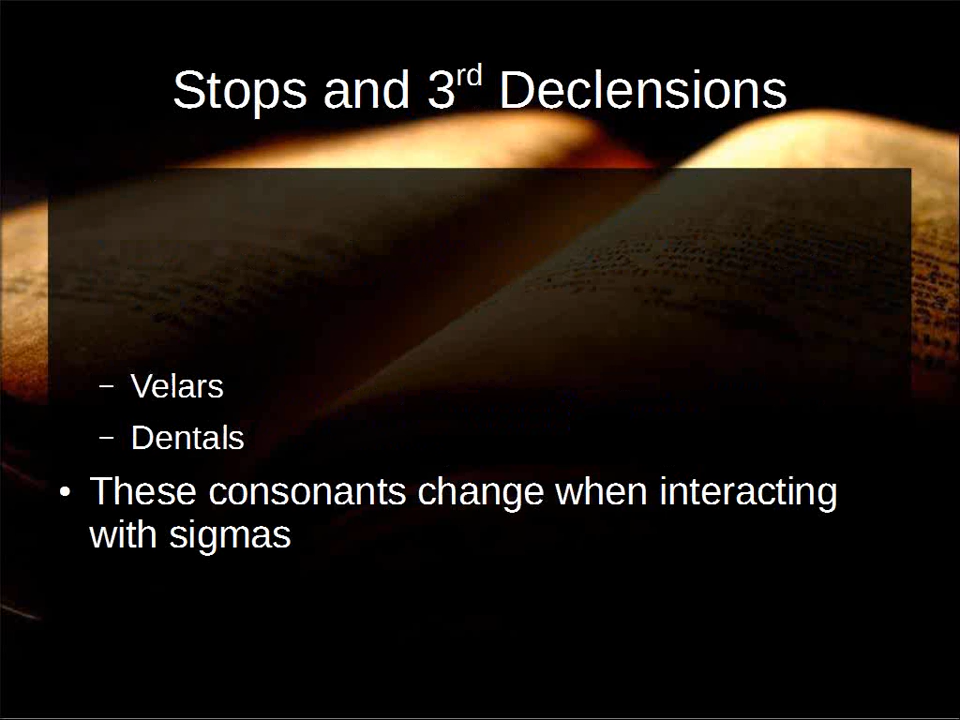 Stops and 3rd Declensions
– Velars
– Dentals
• These consonants change when interacting
with sigmas